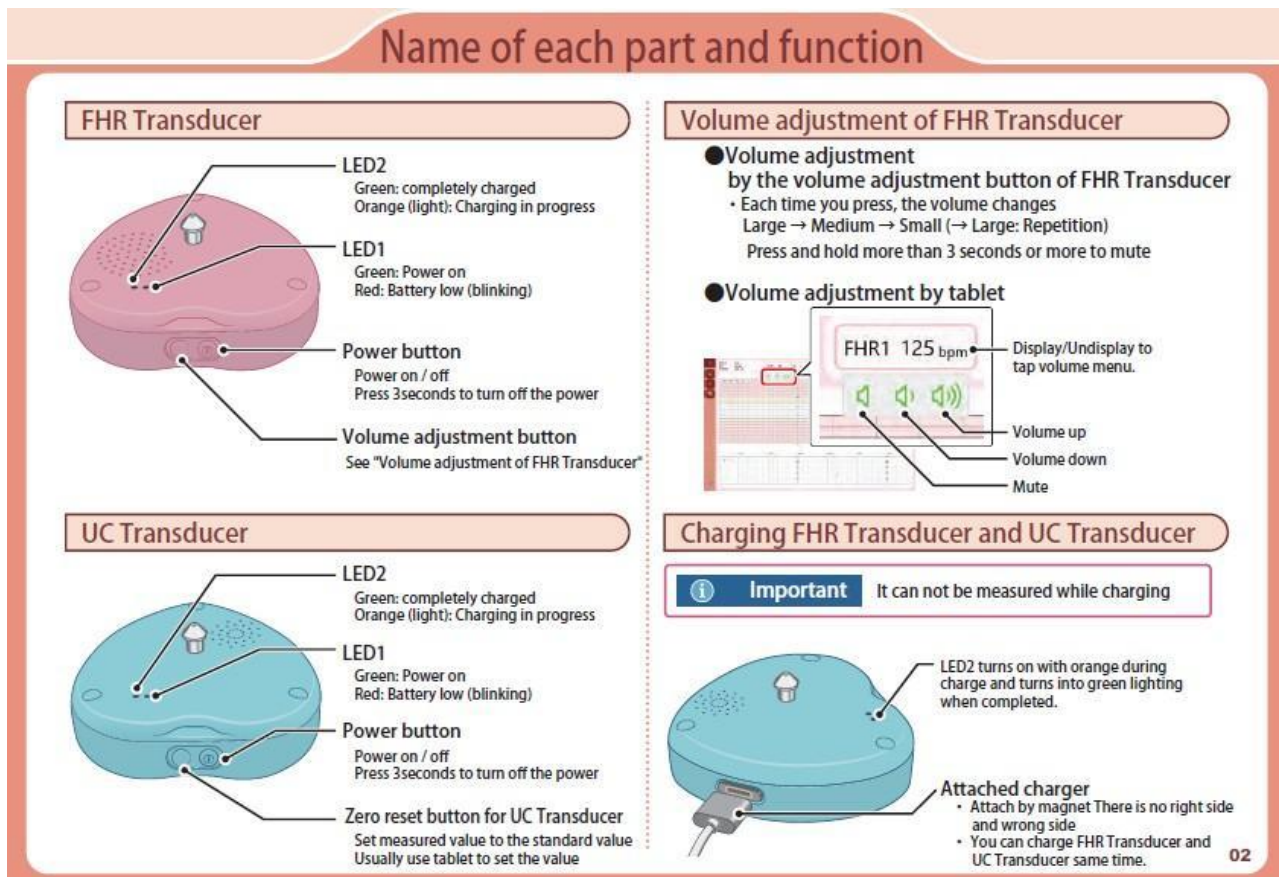 Name of each part and function
FHR Transducer
LED2
Green: completely charged
Orange (light): Charging in progress
LED1
Green: Power on
Red: Battery low (blinking)
Power button
Power on / off
Press 3seconds to turn off the power
Volume adjustment button
See "Volume adjustment of FHR Transducer"
UC Transducer
LED2
Green: completely charged
Orange (light): Charging in progress
LED1
Green: Power on
Red: Battery low (blinking)
Power button
Power on / off
Press 3seconds to turn off the power
Zero reset button for UC Transducer
Set measured value to the standard value
Usually use tablet to set the value
Volume adjustment of FHR Transducer
●Volume adjustment
by the volume adjustment button of FHR Transducer
・Each time you press, the volume changes
Large → Medium → Small (→ Large: Repetition)
Press and hold more than 3 seconds or more to mute
●Volume adjustment by tablet
FHR1 125 bpm
Display/Undisplay to
tap volume menu.
Volume up
Volume down
Mute
Charging FHR Transducer and UC Transducer
Important It can not be measured while charging
LED2 turns on with orange during
charge and turns into green lighting
when completed.
Attached charger
・Attach by magnet There is no right side
and wrong side
・You can charge FHR Transducer and
UC Transducer same time.
02